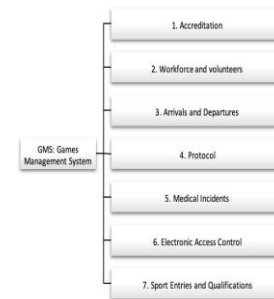 1. Accreditation
2. Workforce and volunteers
3. Arrivals and Departures
GMS: Games
Management System
4. Protocol
5. Medical Incidents
6. Electronic Access Control
7. Sport Entries and Qualifications